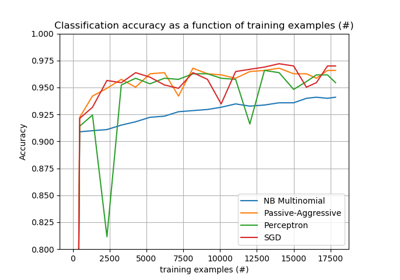 Classification accuracy as a function of training examples (#)
1.000
0.975
0.950
0.925
0.900
0.875
0.850
0.825
0.800
Accuracy
NB Multinomial
Passive-Aggressive
Perceptron
SGD
0 2500 5000 7500 10000 12500 15000 17500
training examples (#)